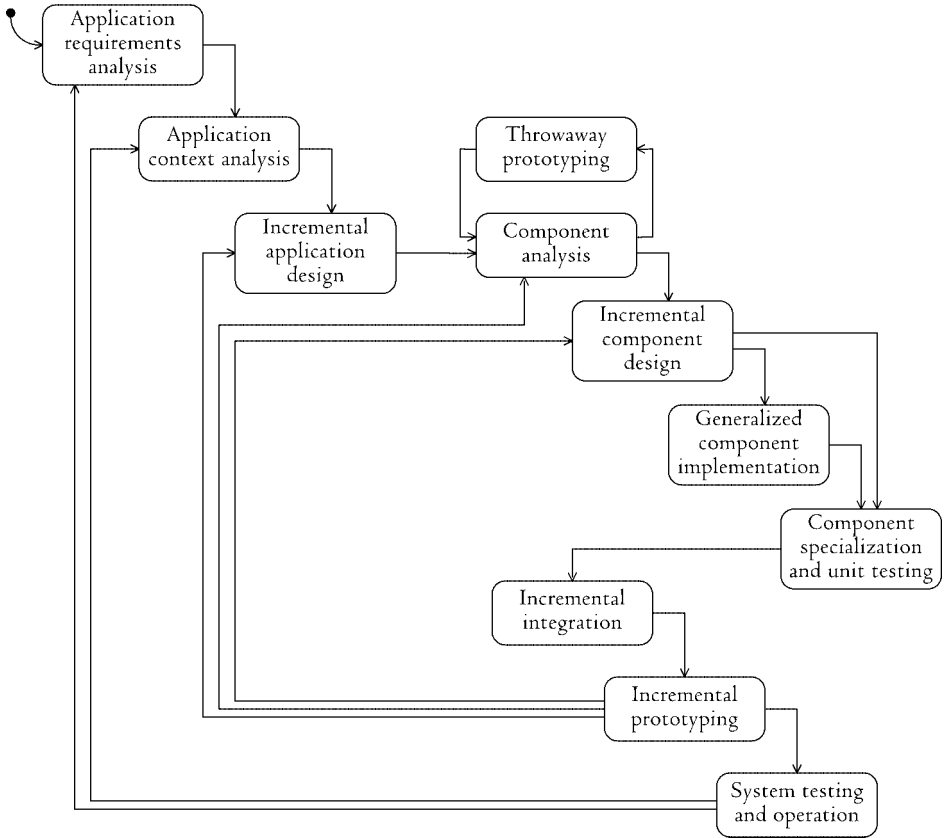 Application
requirements
analysis
Application
context analysis
Throwaway
prototyping
Incremental
application
design
Component
analysis
Incremental
component
design
Generalized
component
implementation
Component
specialization
and unit testing
Incremental
integration
Incremental
prototyping
System testing
and operation